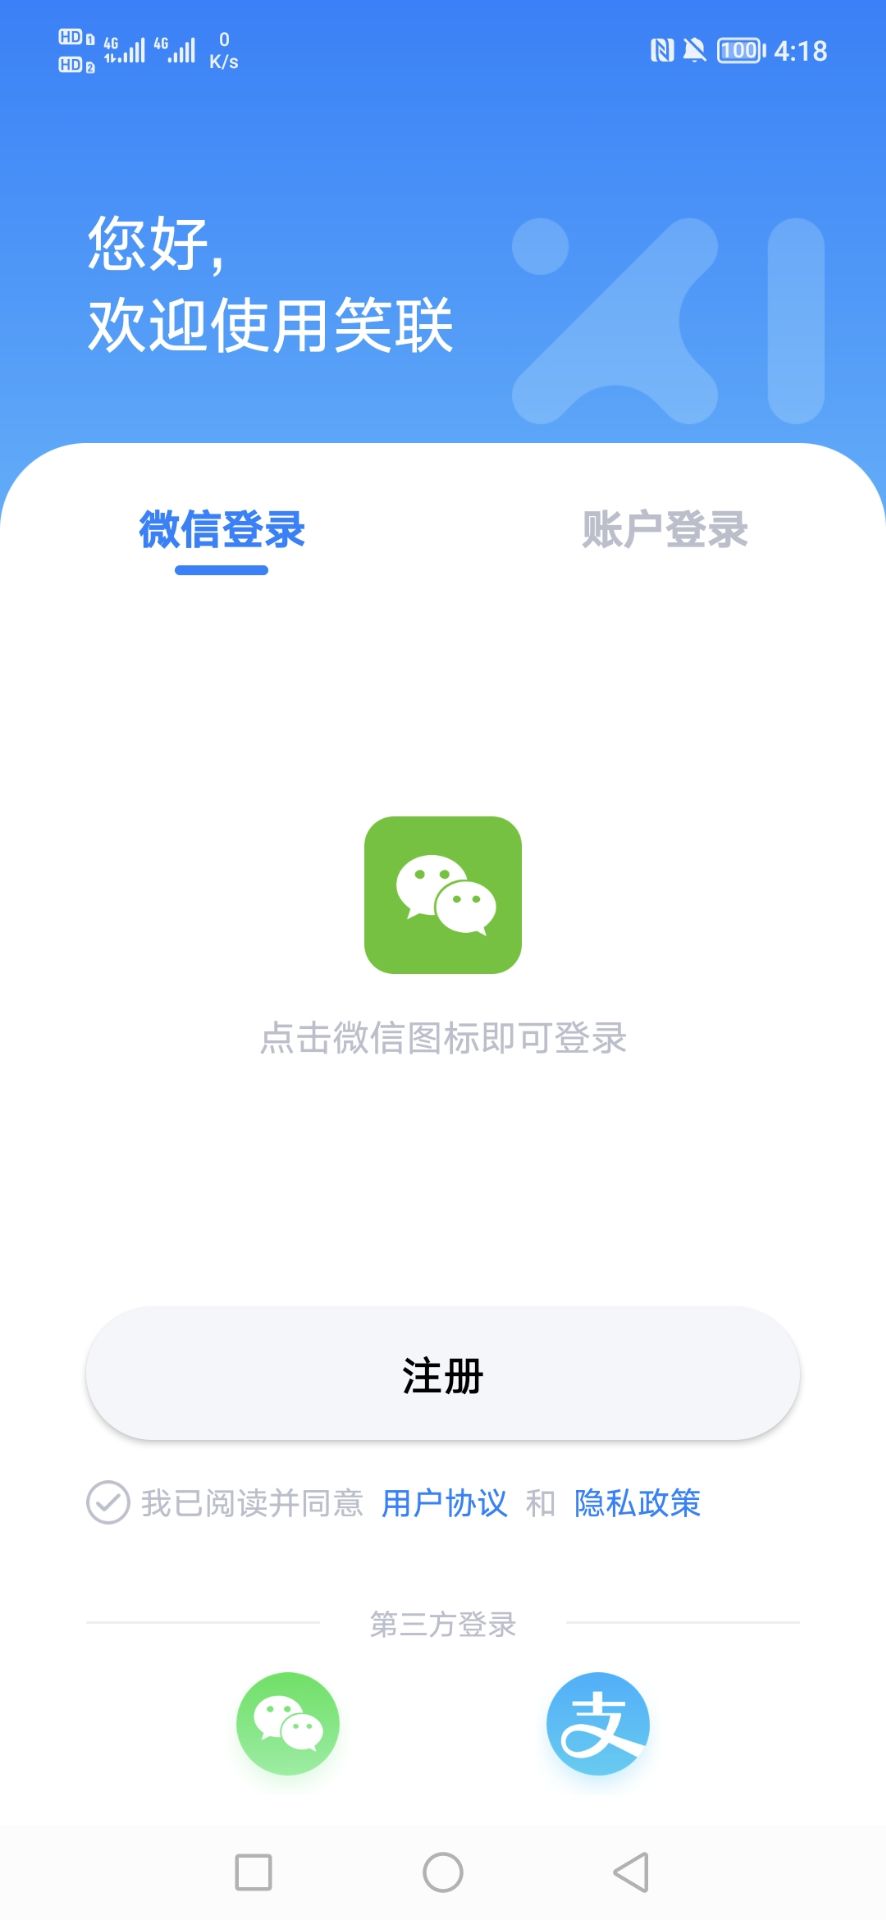 HD 1 4G 4G 0
HD 2 K/s
100 4:18
您好,
欢迎使用笑联
微信登录 账户登录
点击微信图标即可登录
注册
我已阅读并同意 用户协议 和 隐私政策
第三方登录
支